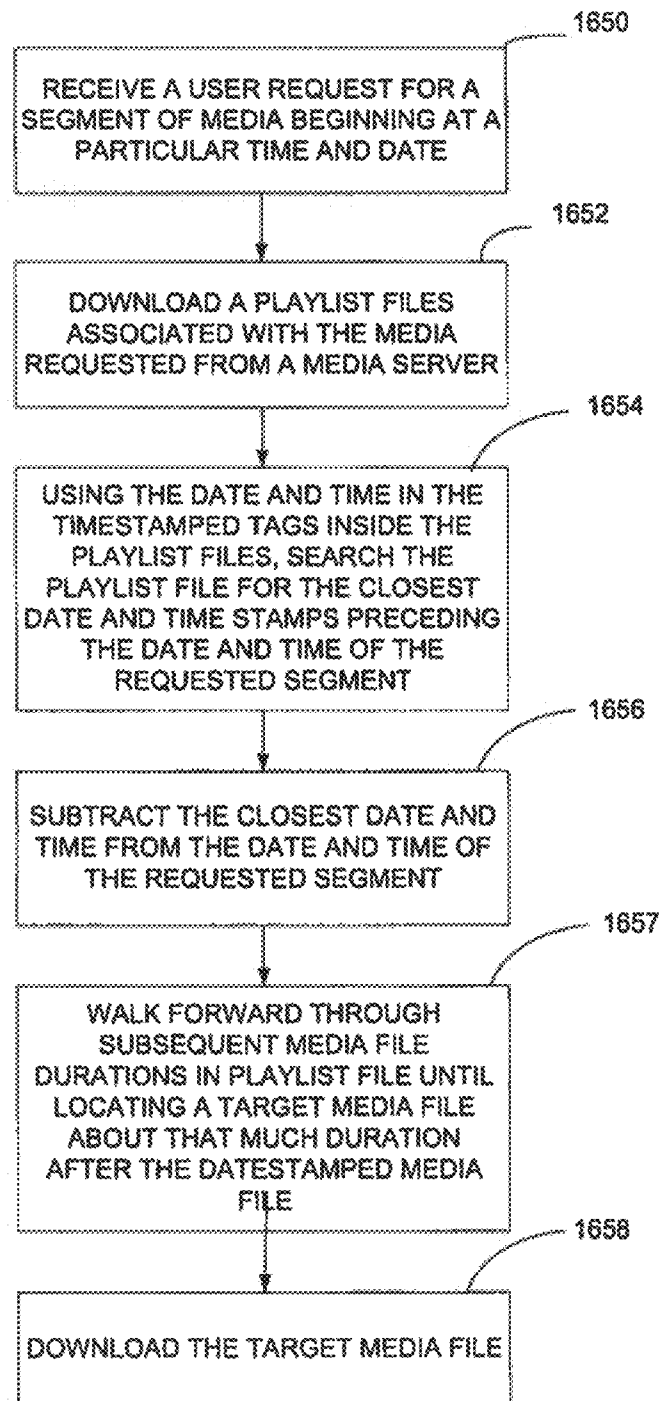 1650
RECEIVE A USER REQUEST FOR A
SEGMENT OF MEDIA BEGINNING AT A
PARTICULAR TIME AND DATE
1652
DOWNLOAD A PLAYLIST FILES
ASSOCIATED WITH THE MEDIA
REQUESTED FROM A MEDIA SERVER
1654
USING THE DATE AND TIME IN THE
TIMESTAMPED TAGS INSIDE THE
PLAYLIST FILES, SEARCH THE
PLAYLIST FILE FOR THE CLOSEST
DATE AND TIME STAMPS PRECEDING
THE DATE AND TIME OF THE
REQUESTED SEGMENT
1656
SUBTRACT THE CLOSEST DATE AND
TIME FROM THE DATE AND TIME OF
THE REQUESTED SEGMENT
1657
WALK FORWARD THROUGH
SUBSEQUENT MEDIA FILE
DURATIONS IN PLAYLIST FILE UNTIL
LOCATING A TARGET MEDIA FILE
ABOUT THAT MUCH DURATION
AFTER THE DATESTAMPED MEDIA
FILE
1658
DOWNLOAD THE TARGET MEDIA FILE